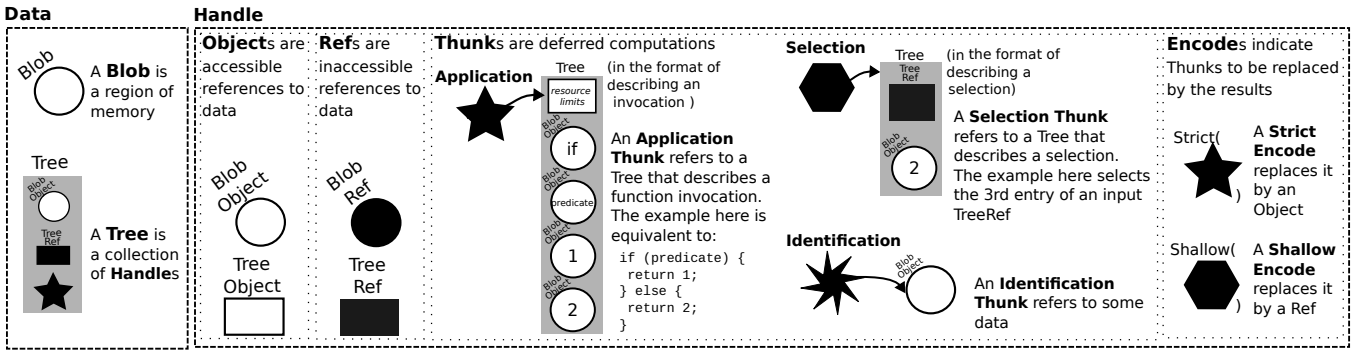 Data
Blob
A Blob is
a region of
memory
Tree
Blob
Object
Tree
Ref
A Tree is
a collection
of Handles
Handle
Objects are
accessible
references to
data
Blob
Object
Tree
Object
Refs are
inaccessible
references to
data
Blob
Ref
Tree
Ref
Thunks are deferred computations
Application
Tree
resource
limits
Blob
Object
if
Blob
Object
predicate
Blob
Object
1
Blob
Object
2
(in the format of
describing an
invocation )
An Application
Thunk refers to a
Tree that describes a
function invocation.
The example here is
equivalent to:
if (predicate) {
return 1;
} else {
return 2;
}
Selection
Tree
Tree
Ref
Blob
Object
2
(in the format of
describing a
selection)
A Selection Thunk
refers to a Tree that
describes a selection.
The example here selects
the 3rd entry of an input
TreeRef
Identification
Blob
Object
An Identification
Thunk refers to some
data
Encodes indicate
Thunks to be replaced
by the results
Strict(
)
A Strict
Encode
replaces it
by an
Object
Shallow(
)
A Shallow
Encode
replaces it
by a Ref